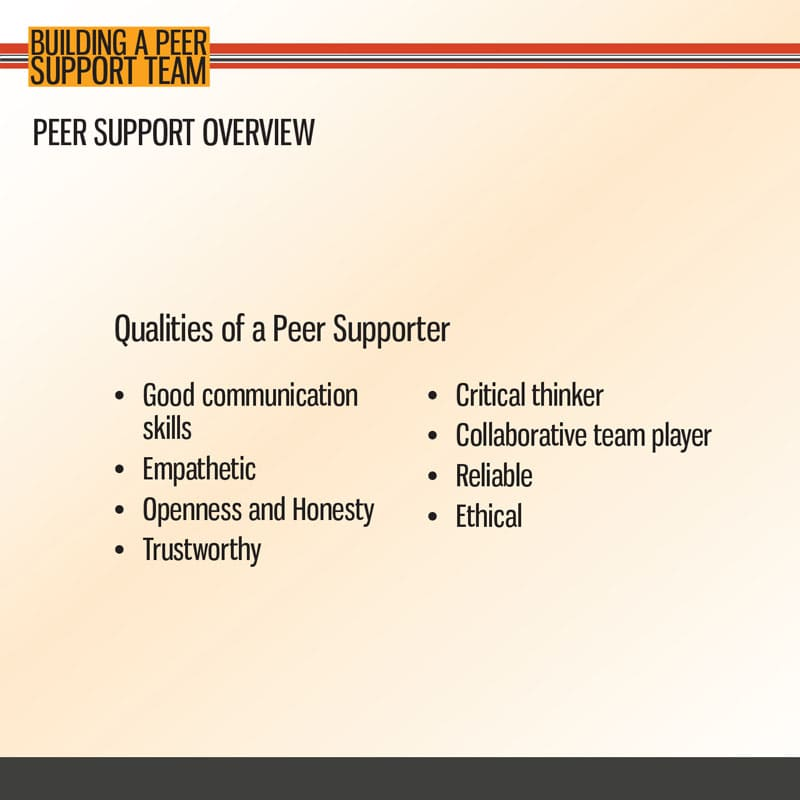 BUILDING A PEER
SUPPORT TEAM
PEER SUPPORT OVERVIEW
Qualities of a Peer Supporter
• Good communication
skills
• Empathetic
• Openness and Honesty
• Trustworthy
• Critical thinker
• Collaborative team player
• Reliable
• Ethical